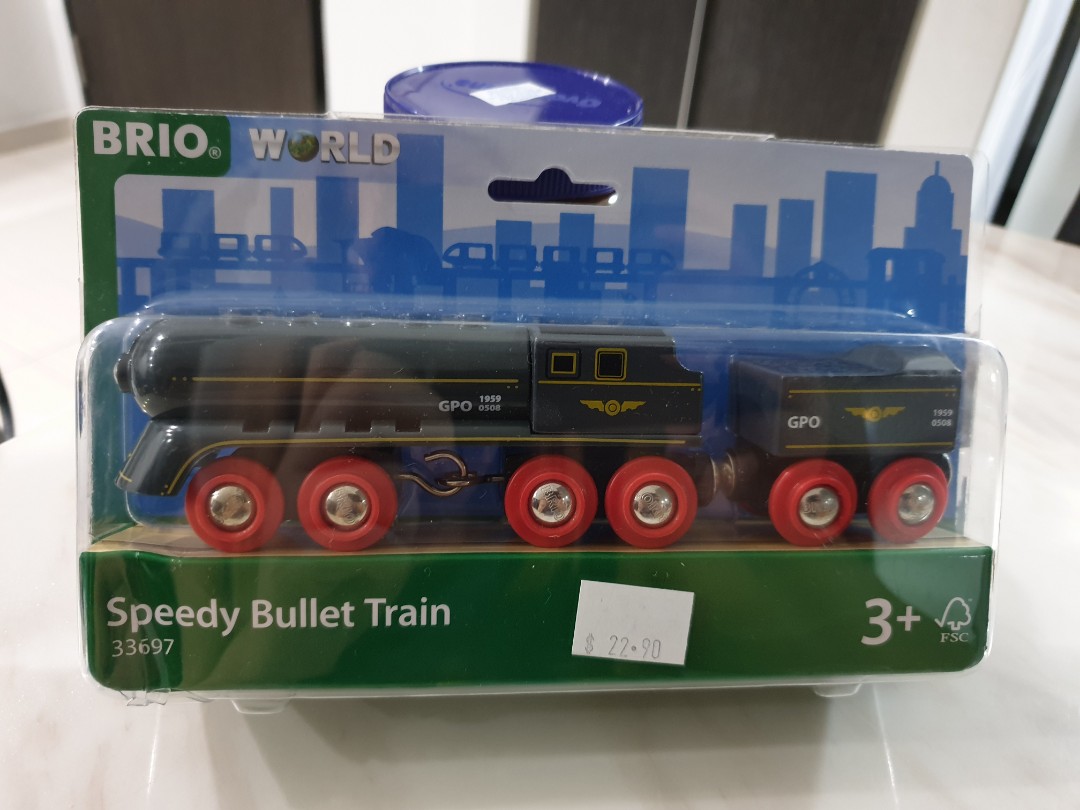 BRIO® WORLD
GPO 1959
0508
GPO 1959
0508
Speedy Bullet Train
33697
$ 22.90
3+
FSC